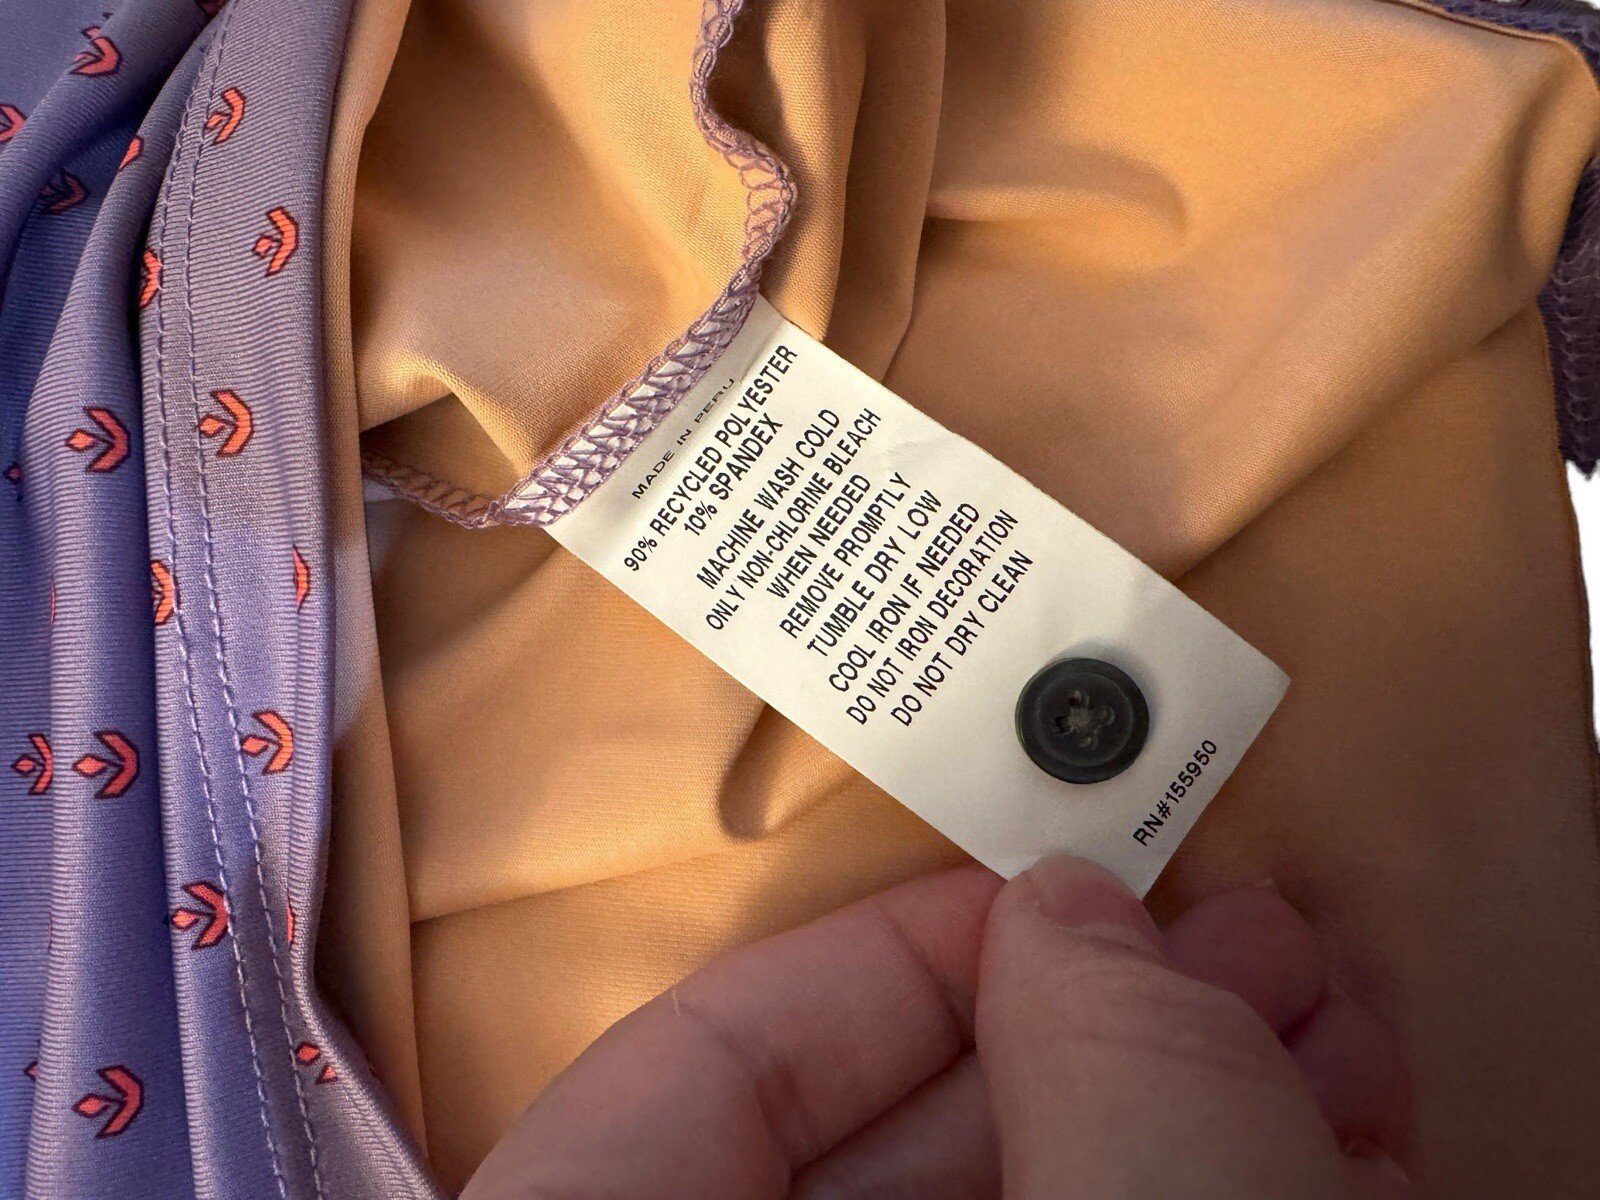 MADE IN PERU
90% RECYCLED POLYESTER
10% SPANDEX
MACHINE WASH COLD
ONLY NON-CHLORINE BLEACH
WHEN NEEDED
REMOVE PROMPTLY
TUMBLE DRY LOW
COOL IRON IF NEEDED
DO NOT IRON DECORATION
DO NOT DRY CLEAN
RN#155950